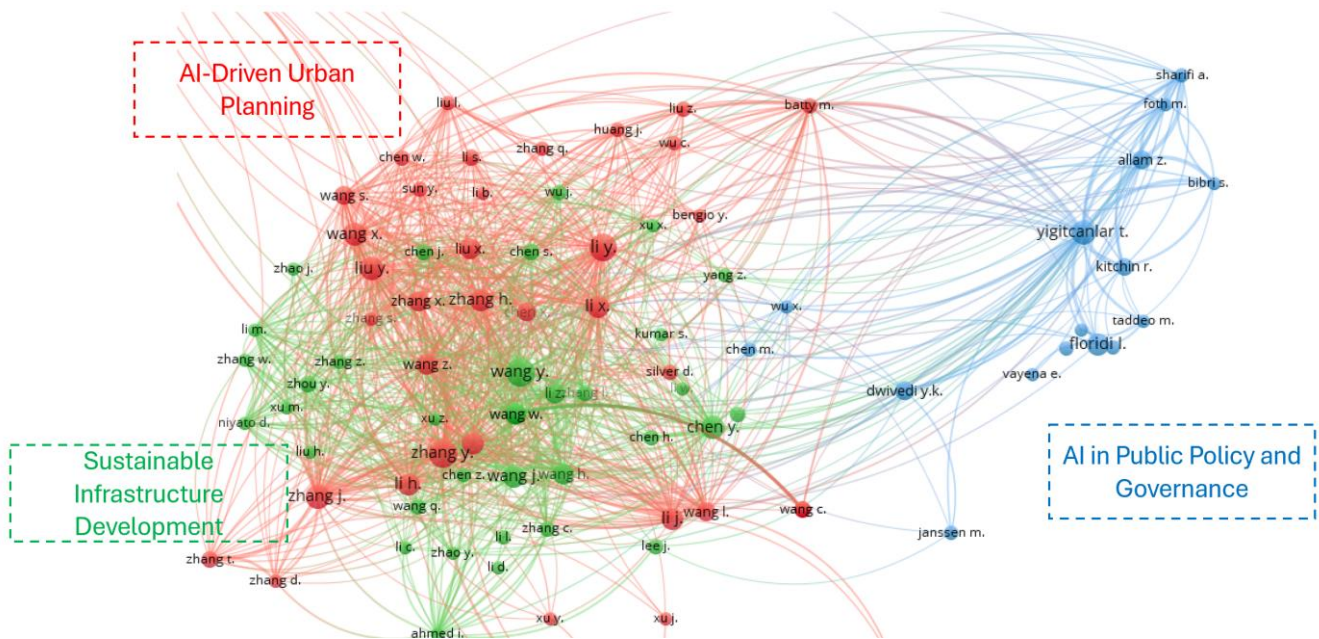 AI-Driven Urban
Planning
sharifi a.
liu l.
liu z.
batty m.
foth m.
huang j.
wu c.
chen w.
li s.
zhang q.
allam z.
bibri s.
wang s.
sun y.
li b.
wu j.
bengio y.
xu x.
wang x.
yigitcanlar t.
chen j.
liu x.
chen s.
li y.
zhao j.
liu y.
kitchin r.
yang z.
zhang x.
zhang h.
li x.
wu x.
zhang s.
taddeo m.
li m.
kumar s.
floridi l.
chen m.
zhang w.
zhang z.
wang z.
wang y.
silver d.
vayena e.
zhou y.
li z.
zhang l.
dwivedi y.k.
xu m.
wang w.
niyato d.
xu z.
chen y.
chen h.
liu h.
zhang y.
Sustainable
Infrastructure
Development
AI in Public Policy and
Governance
chen z.
wang j.
wang h.
li h.
zhang j.
wang q.
li j.
wang l.
wang c.
zhang c.
janssen m.
li l.
li c.
zhao y.
lee j.
zhang t.
li d.
zhang d.
xu y.
xu j.
ahmed i.